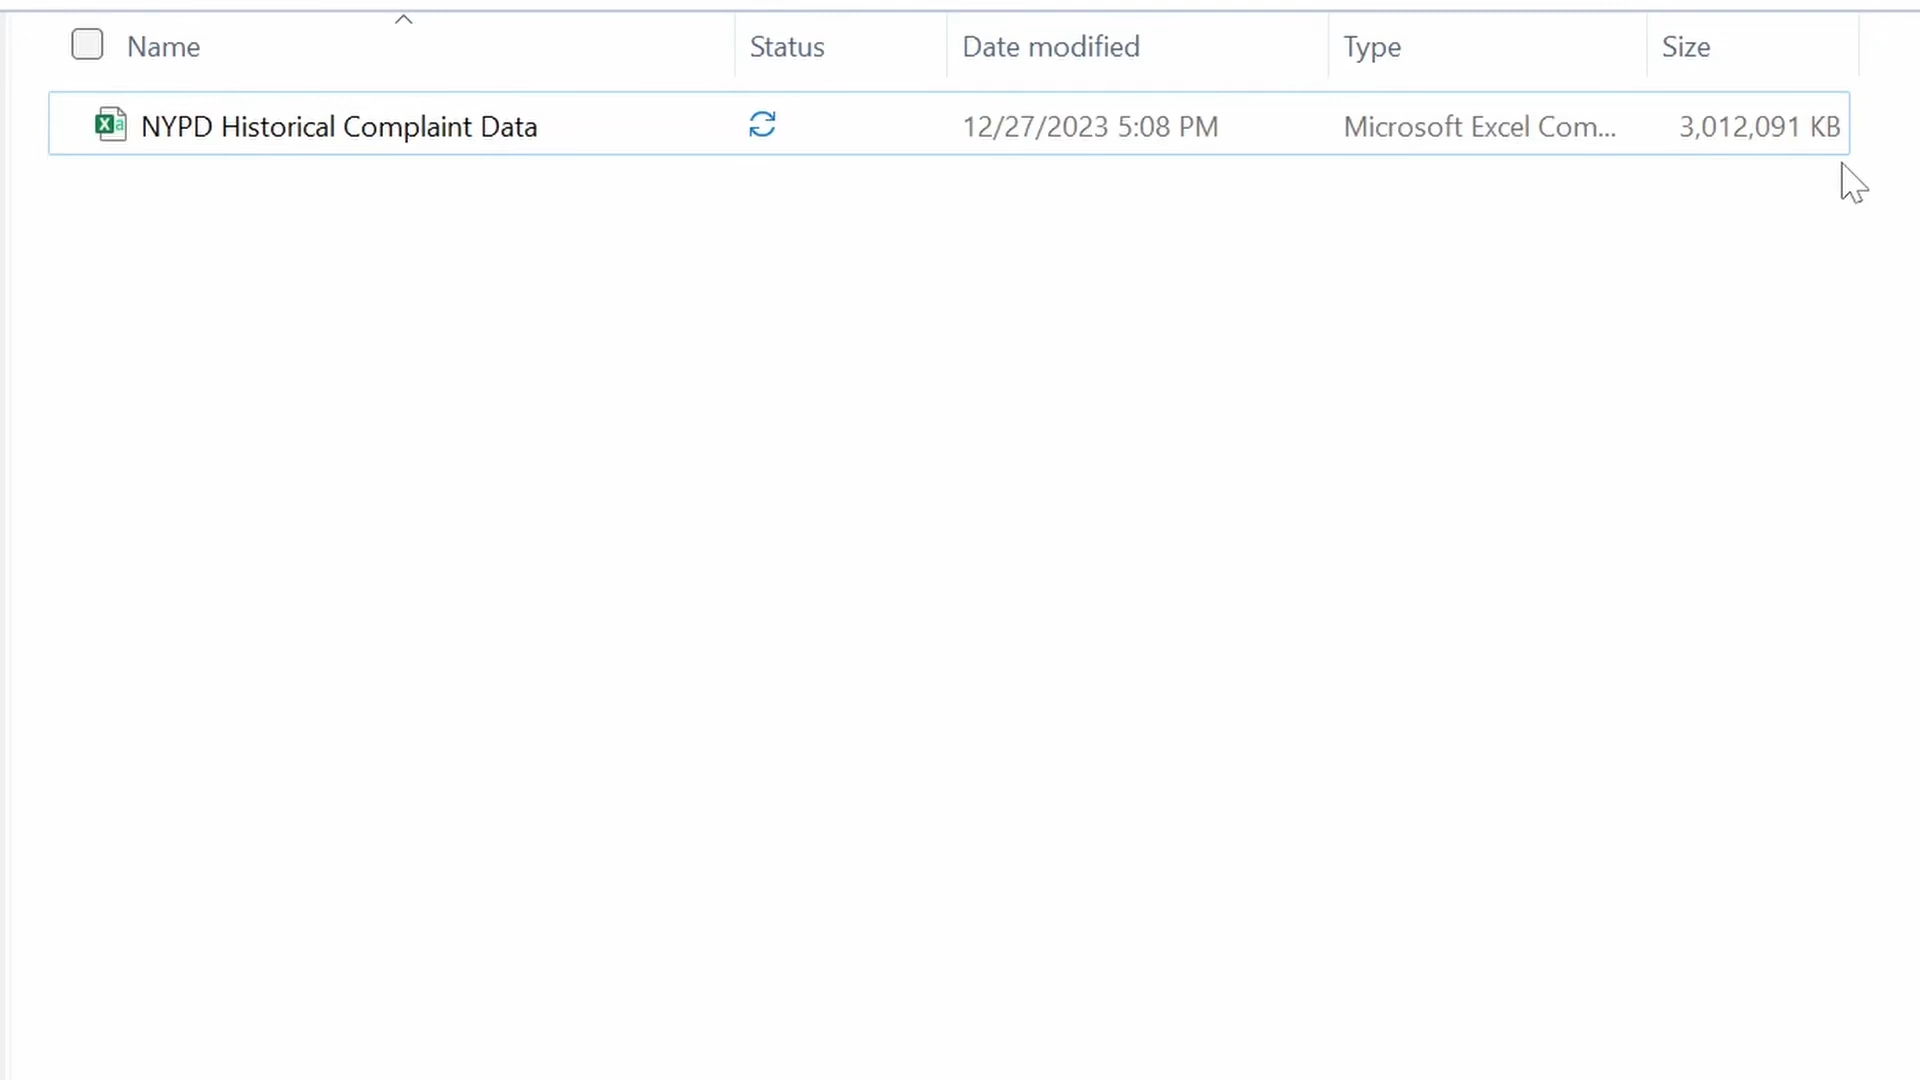 Name Status Date modified Type Size
NYPD Historical Complaint Data 12/27/2023 5:08 PM Microsoft Excel Com... 3,012,091 KB